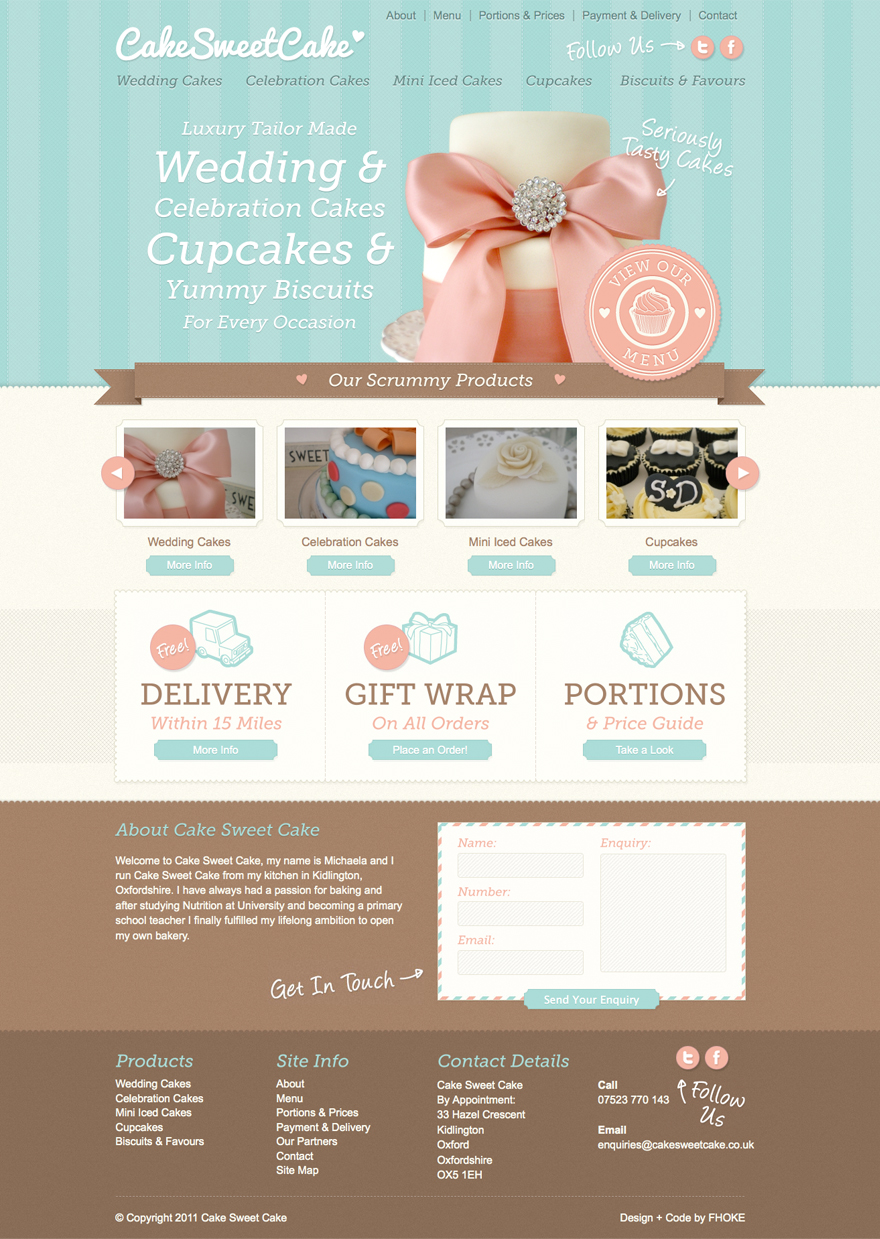 About | Menu | Portions & Prices | Payment & Delivery | Contact
CakeSweetCake
Follow Us
Wedding Cakes Celebration Cakes Mini Iced Cakes Cupcakes Biscuits & Favours
Luxury Tailor Made
Wedding &
Celebration Cakes
Cupcakes &
Yummy Biscuits
For Every Occasion
Seriously
Tasty Cakes
VIEW OUR
MENU
Our Scrummy Products
SWE
SWEET
S D
Wedding Cakes Celebration Cakes Mini Iced Cakes Cupcakes
More Info More Info More Info More Info
Free! Free!
DELIVERY GIFT WRAP PORTIONS
Within 15 Miles On All Orders & Price Guide
More Info Place an Order! Take a Look
About Cake Sweet Cake
Welcome to Cake Sweet Cake, my name is Michaela and I
run Cake Sweet Cake from my kitchen in Kidlington,
Oxfordshire. I have always had a passion for baking and
after studying Nutrition at University and becoming a primary
school teacher I finally fulfilled my lifelong ambition to open
my own bakery.
Get In Touch
Name:
Number:
Email:
Enquiry:
Send Your Enquiry
Products
Wedding Cakes
Celebration Cakes
Mini Iced Cakes
Cupcakes
Biscuits & Favours
Site Info
About
Menu
Portions & Prices
Payment & Delivery
Our Partners
Contact
Site Map
Contact Details
Cake Sweet Cake
By Appointment:
33 Hazel Crescent
Kidlington
Oxford
Oxfordshire
OX5 1EH
Call
07523 770 143
Email
enquiries@cakesweetcake.co.uk
Follow
Us
© Copyright 2011 Cake Sweet Cake
Design + Code by FHOKE